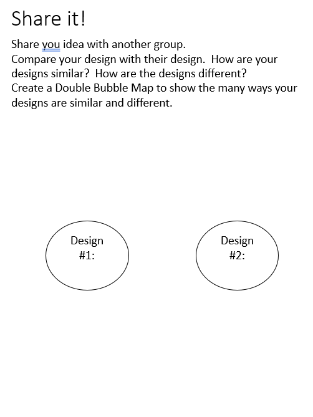 Share it!
Share you idea with another group.
Compare your design with their design.  How are your
designs similar?  How are the designs different?
Create a Double Bubble Map to show the many ways your
designs are similar and different.
Design
#1:
Design
#2: